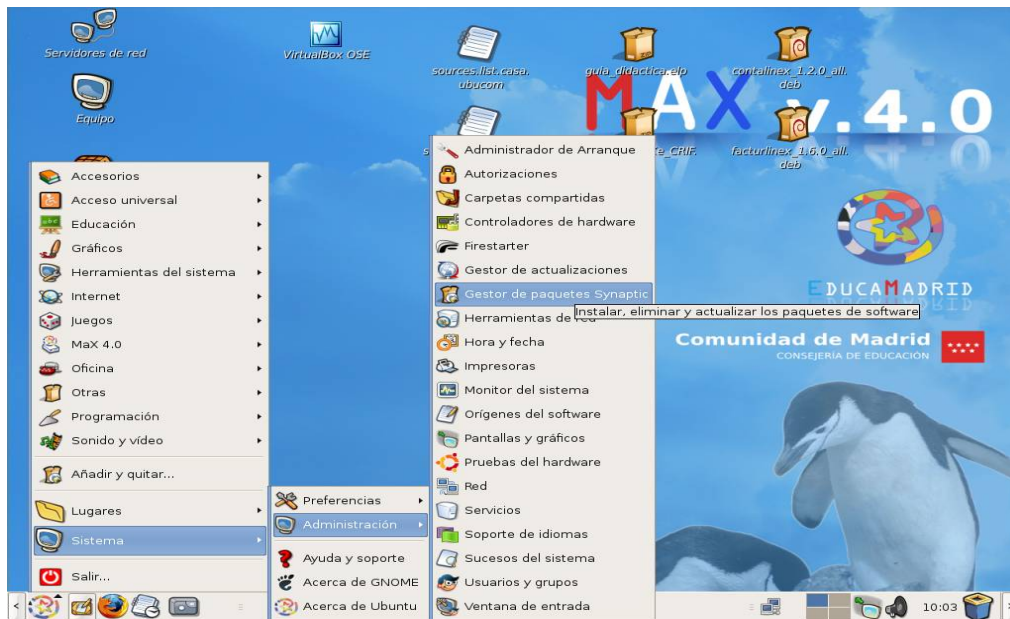 Servidores de red
VirtualBox OSE
sources.list.casa.
ubucom
guia_didactica.elp
contalinex_1.2.0_all.
deb
MAX v.4.0
Equipo
facturlinex_1.6.0_all.
deb
Accesorios
Acceso universal
Educación
Gráficos
Herramientas del sistema
Internet
Juegos
MaX 4.0
Oficina
Otras
Programación
Sonido y vídeo
Añadir y quitar...
Lugares
Sistema
Salir...
Preferencias
Administración
Ayuda y soporte
Acerca de GNOME
Acerca de Ubuntu
Administrador de Arranque
Autorizaciones
Carpetas compartidas
Controladores de hardware
Firestarter
Gestor de actualizaciones
Gestor de paquetes Synaptic
Instalar, eliminar y actualizar los paquetes de software
Herramientas de red
Hora y fecha
Impresoras
Monitor del sistema
Orígenes del software
Pantallas y gráficos
Pruebas del hardware
Red
Servicios
Soporte de idiomas
Sucesos del sistema
Usuarios y grupos
Ventana de entrada
EDUCAMADRID
Comunidad de Madrid
CONSEJERÍA DE EDUCACIÓN
10:03